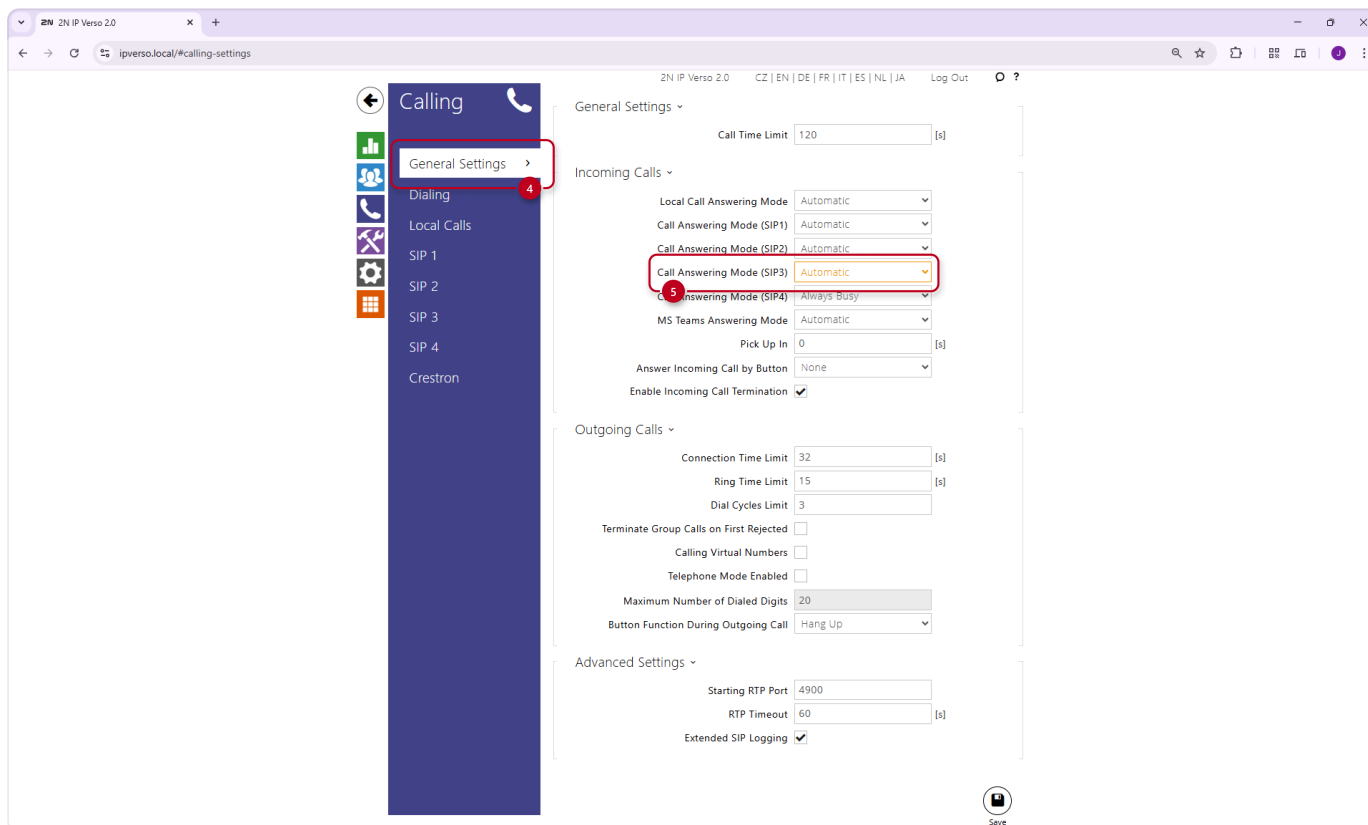 2N 2N IP Verso 2.0
ipverso.local/#calling-settings
J
2N IP Verso 2.0 CZ | EN | DE | FR | IT | ES | NL | JA Log Out ?
Calling
General Settings
4
Dialing
Local Calls
SIP 1
SIP 2
SIP 3
SIP 4
Crestron
General Settings
Call Time Limit 120 [s]
Incoming Calls
Local Call Answering Mode Automatic
Call Answering Mode (SIP1) Automatic
Call Answering Mode (SIP2) Automatic
Call Answering Mode (SIP3) Automatic
5
Answering Mode (SIP4) Always Busy
MS Teams Answering Mode Automatic
Pick Up In 0 [s]
Answer Incoming Call by Button None
Enable Incoming Call Termination
Outgoing Calls
Connection Time Limit 32 [s]
Ring Time Limit 15 [s]
Dial Cycles Limit 3
Terminate Group Calls on First Rejected
Calling Virtual Numbers
Telephone Mode Enabled
Maximum Number of Dialed Digits 20
Button Function During Outgoing Call Hang Up
Advanced Settings
Starting RTP Port 4900
RTP Timeout 60 [s]
Extended SIP Logging
Save